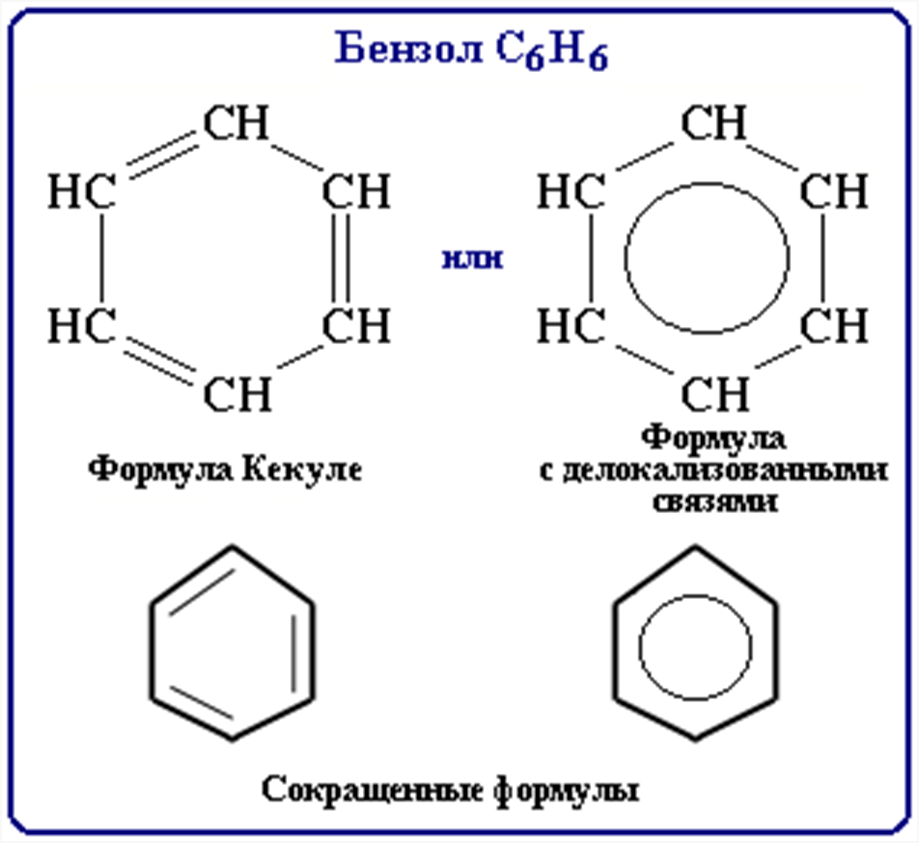 Бензол C₆H₆
CH CH
HC CH HC CH
или
HC CH HC CH
CH CH
Формула Кекуле
Формула
с делокализованными
связями
Сокращенные формулы